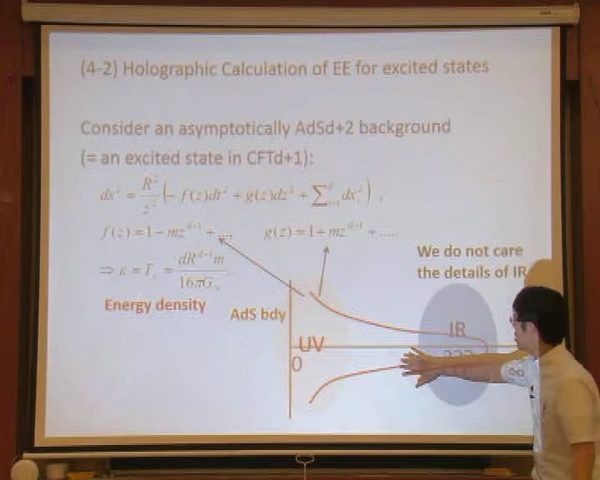 (4-2) Holographic Calculation of EE for excited states
Consider an asymptotically AdSd+2 background
(= an excited state in CFTd+1):
ds² = R²/z² (− f(z)dt² + g(z)dz² + ∑ᵢ₌₁ᵈ dxᵢ²) ,
f(z) = 1 − mz^{d+1} + ....    g(z) = 1 + mz^{d+1} + .....
We do not care
the details of IR
⇒ ε = Tₜₜ = dR^{d−1}m / 16πG_N .
Energy density
AdS bdy
IR
UV
???
0